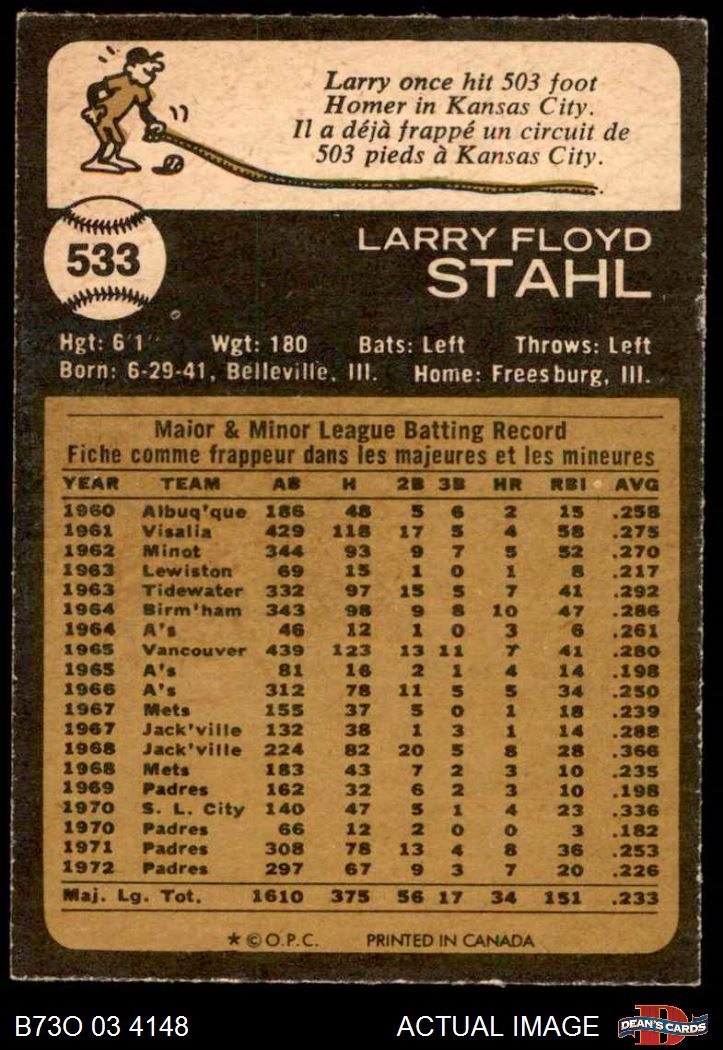 Larry once hit 503 foot
Homer in Kansas City.
Il a déjà frappé un circuit de
503 pieds à Kansas City.
533
LARRY FLOYD
STAHL
Hgt: 6'1" Wgt: 180 Bats: Left Throws: Left
Born: 6-29-41, Belleville, Ill. Home: Freesburg, Ill.
Major & Minor League Batting Record
Fiche comme frappeur dans les majeures et les mineures
YEAR TEAM AB H 2B 3B HR RBI AVG
1960 Albuq'que 186 48 5 6 2 15 .258
1961 Visalia 429 118 17 5 4 58 .275
1962 Minot 344 93 9 7 5 52 .270
1963 Lewiston 69 15 1 0 1 8 .217
1963 Tidewater 332 97 15 5 7 41 .292
1964 Birm'ham 343 98 9 8 10 47 .286
1964 A's 46 12 1 0 3 6 .261
1965 Vancouver 439 123 13 11 7 41 .280
1965 A's 81 16 2 1 4 14 .198
1966 A's 312 78 11 5 5 34 .250
1967 Mets 155 37 5 0 1 18 .239
1967 Jack'ville 132 38 1 3 1 14 .288
1968 Jack'ville 224 82 20 5 8 28 .366
1968 Mets 183 43 7 2 3 10 .235
1969 Padres 162 32 6 2 3 10 .198
1970 S. L. City 140 47 5 1 4 23 .336
1970 Padres 66 12 2 0 0 3 .182
1971 Padres 308 78 13 4 8 36 .253
1972 Padres 297 67 9 3 7 20 .226
Maj. Lg. Tot. 1610 375 56 17 34 151 .233
★ © O.P.C. PRINTED IN CANADA
B73O 03 4148 ACTUAL IMAGE DEAN'S CARDS